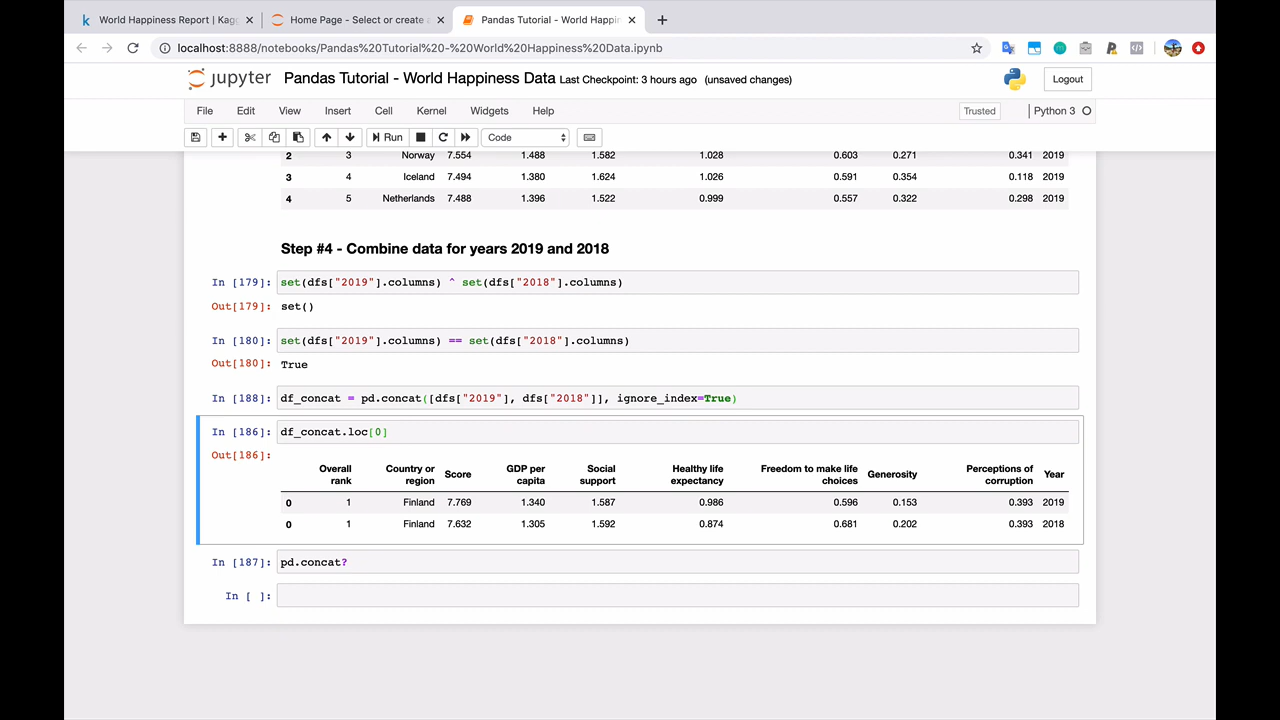 World Happiness Report | Kag
Home Page - Select or create a
Pandas Tutorial - World Happin
localhost:8888/notebooks/Pandas%20Tutorial%20-%20World%20Happiness%20Data.ipynb
jupyter Pandas Tutorial - World Happiness Data Last Checkpoint: 3 hours ago (unsaved changes) Logout
File Edit View Insert Cell Kernel Widgets Help Trusted Python 3
Run Code
2 3 Norway 7.554 1.488 1.582 1.028 0.603 0.271 0.341 2019
3 4 Iceland 7.494 1.380 1.624 1.026 0.591 0.354 0.118 2019
4 5 Netherlands 7.488 1.396 1.522 0.999 0.557 0.322 0.298 2019
Step #4 - Combine data for years 2019 and 2018
In [179]: set(dfs["2019"].columns) ^ set(dfs["2018"].columns)
Out[179]: set()
In [180]: set(dfs["2019"].columns) == set(dfs["2018"].columns)
Out[180]: True
In [188]: df_concat = pd.concat([dfs["2019"], dfs["2018"]], ignore_index=True)
In [186]: df_concat.loc[0]
Out[186]:
Overall rank Country or region Score GDP per capita Social support Healthy life expectancy Freedom to make life choices Generosity Perceptions of corruption Year
0 1 Finland 7.769 1.340 1.587 0.986 0.596 0.153 0.393 2019
0 1 Finland 7.632 1.305 1.592 0.874 0.681 0.202 0.393 2018
In [187]: pd.concat?
In [ ]: